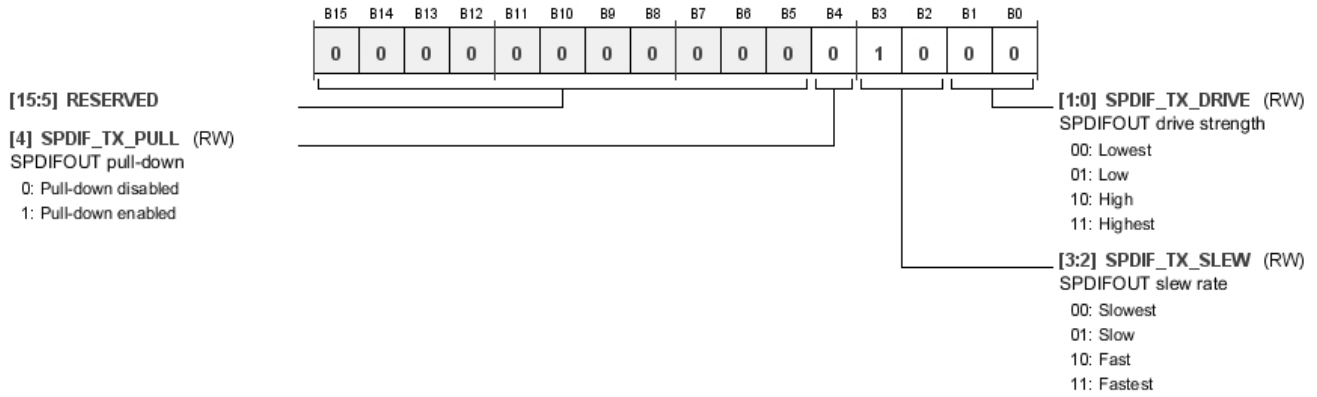 B15 B14 B13 B12 B11 B10 B9 B8 B7 B6 B5 B4 B3 B2 B1 B0
0 0 0 0 0 0 0 0 0 0 0 0 1 0 0 0
[15:5] RESERVED
[4] SPDIF_TX_PULL (RW)
SPDIFOUT pull-down
0: Pull-down disabled
1: Pull-down enabled
[1:0] SPDIF_TX_DRIVE (RW)
SPDIFOUT drive strength
00: Lowest
01: Low
10: High
11: Highest
[3:2] SPDIF_TX_SLEW (RW)
SPDIFOUT slew rate
00: Slowest
01: Slow
10: Fast
11: Fastest